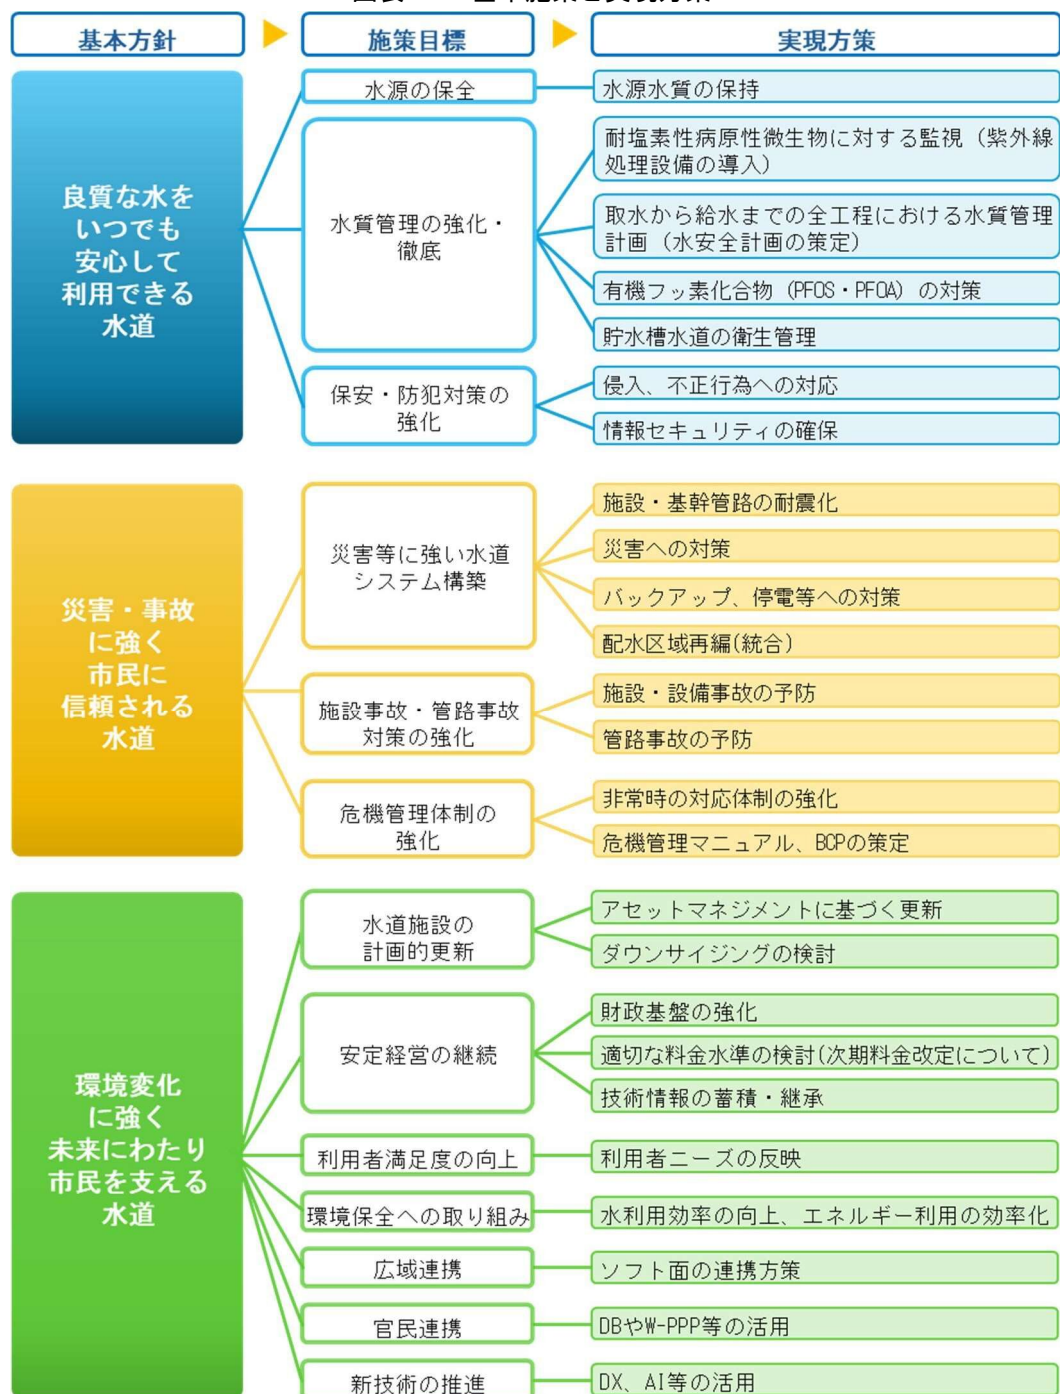 基本方針
施策目標
実現方策
良質な水を
いつでも
安心して
利用できる
水道
水源の保全
水源水質の保持
水質管理の強化・
徹底
耐塩素性病原性微生物に対する監視（紫外線
処理設備の導入）
取水から給水までの全工程における水質管理
計画（水安全計画の策定）
有機フッ素化合物（PFOS・PFOA）の対策
貯水槽水道の衛生管理
保安・防犯対策の
強化
侵入、不正行為への対応
情報セキュリティの確保
災害・事故
に強く
市民に
信頼される
水道
災害等に強い水道
システム構築
施設・基幹管路の耐震化
災害への対策
バックアップ、停電等への対策
配水区域再編(統合)
施設事故・管路事故
対策の強化
施設・設備事故の予防
管路事故の予防
危機管理体制の
強化
非常時の対応体制の強化
危機管理マニュアル、BCPの策定
環境変化
に強く
未来にわたり
市民を支える
水道
水道施設の
計画的更新
アセットマネジメントに基づく更新
ダウンサイジングの検討
安定経営の継続
財政基盤の強化
適切な料金水準の検討(次期料金改定について)
技術情報の蓄積・継承
利用者満足度の向上
利用者ニーズの反映
環境保全への取り組み
水利用効率の向上、エネルギー利用の効率化
広域連携
ソフト面の連携方策
官民連携
DBやW-PPP等の活用
新技術の推進
DX、AI等の活用